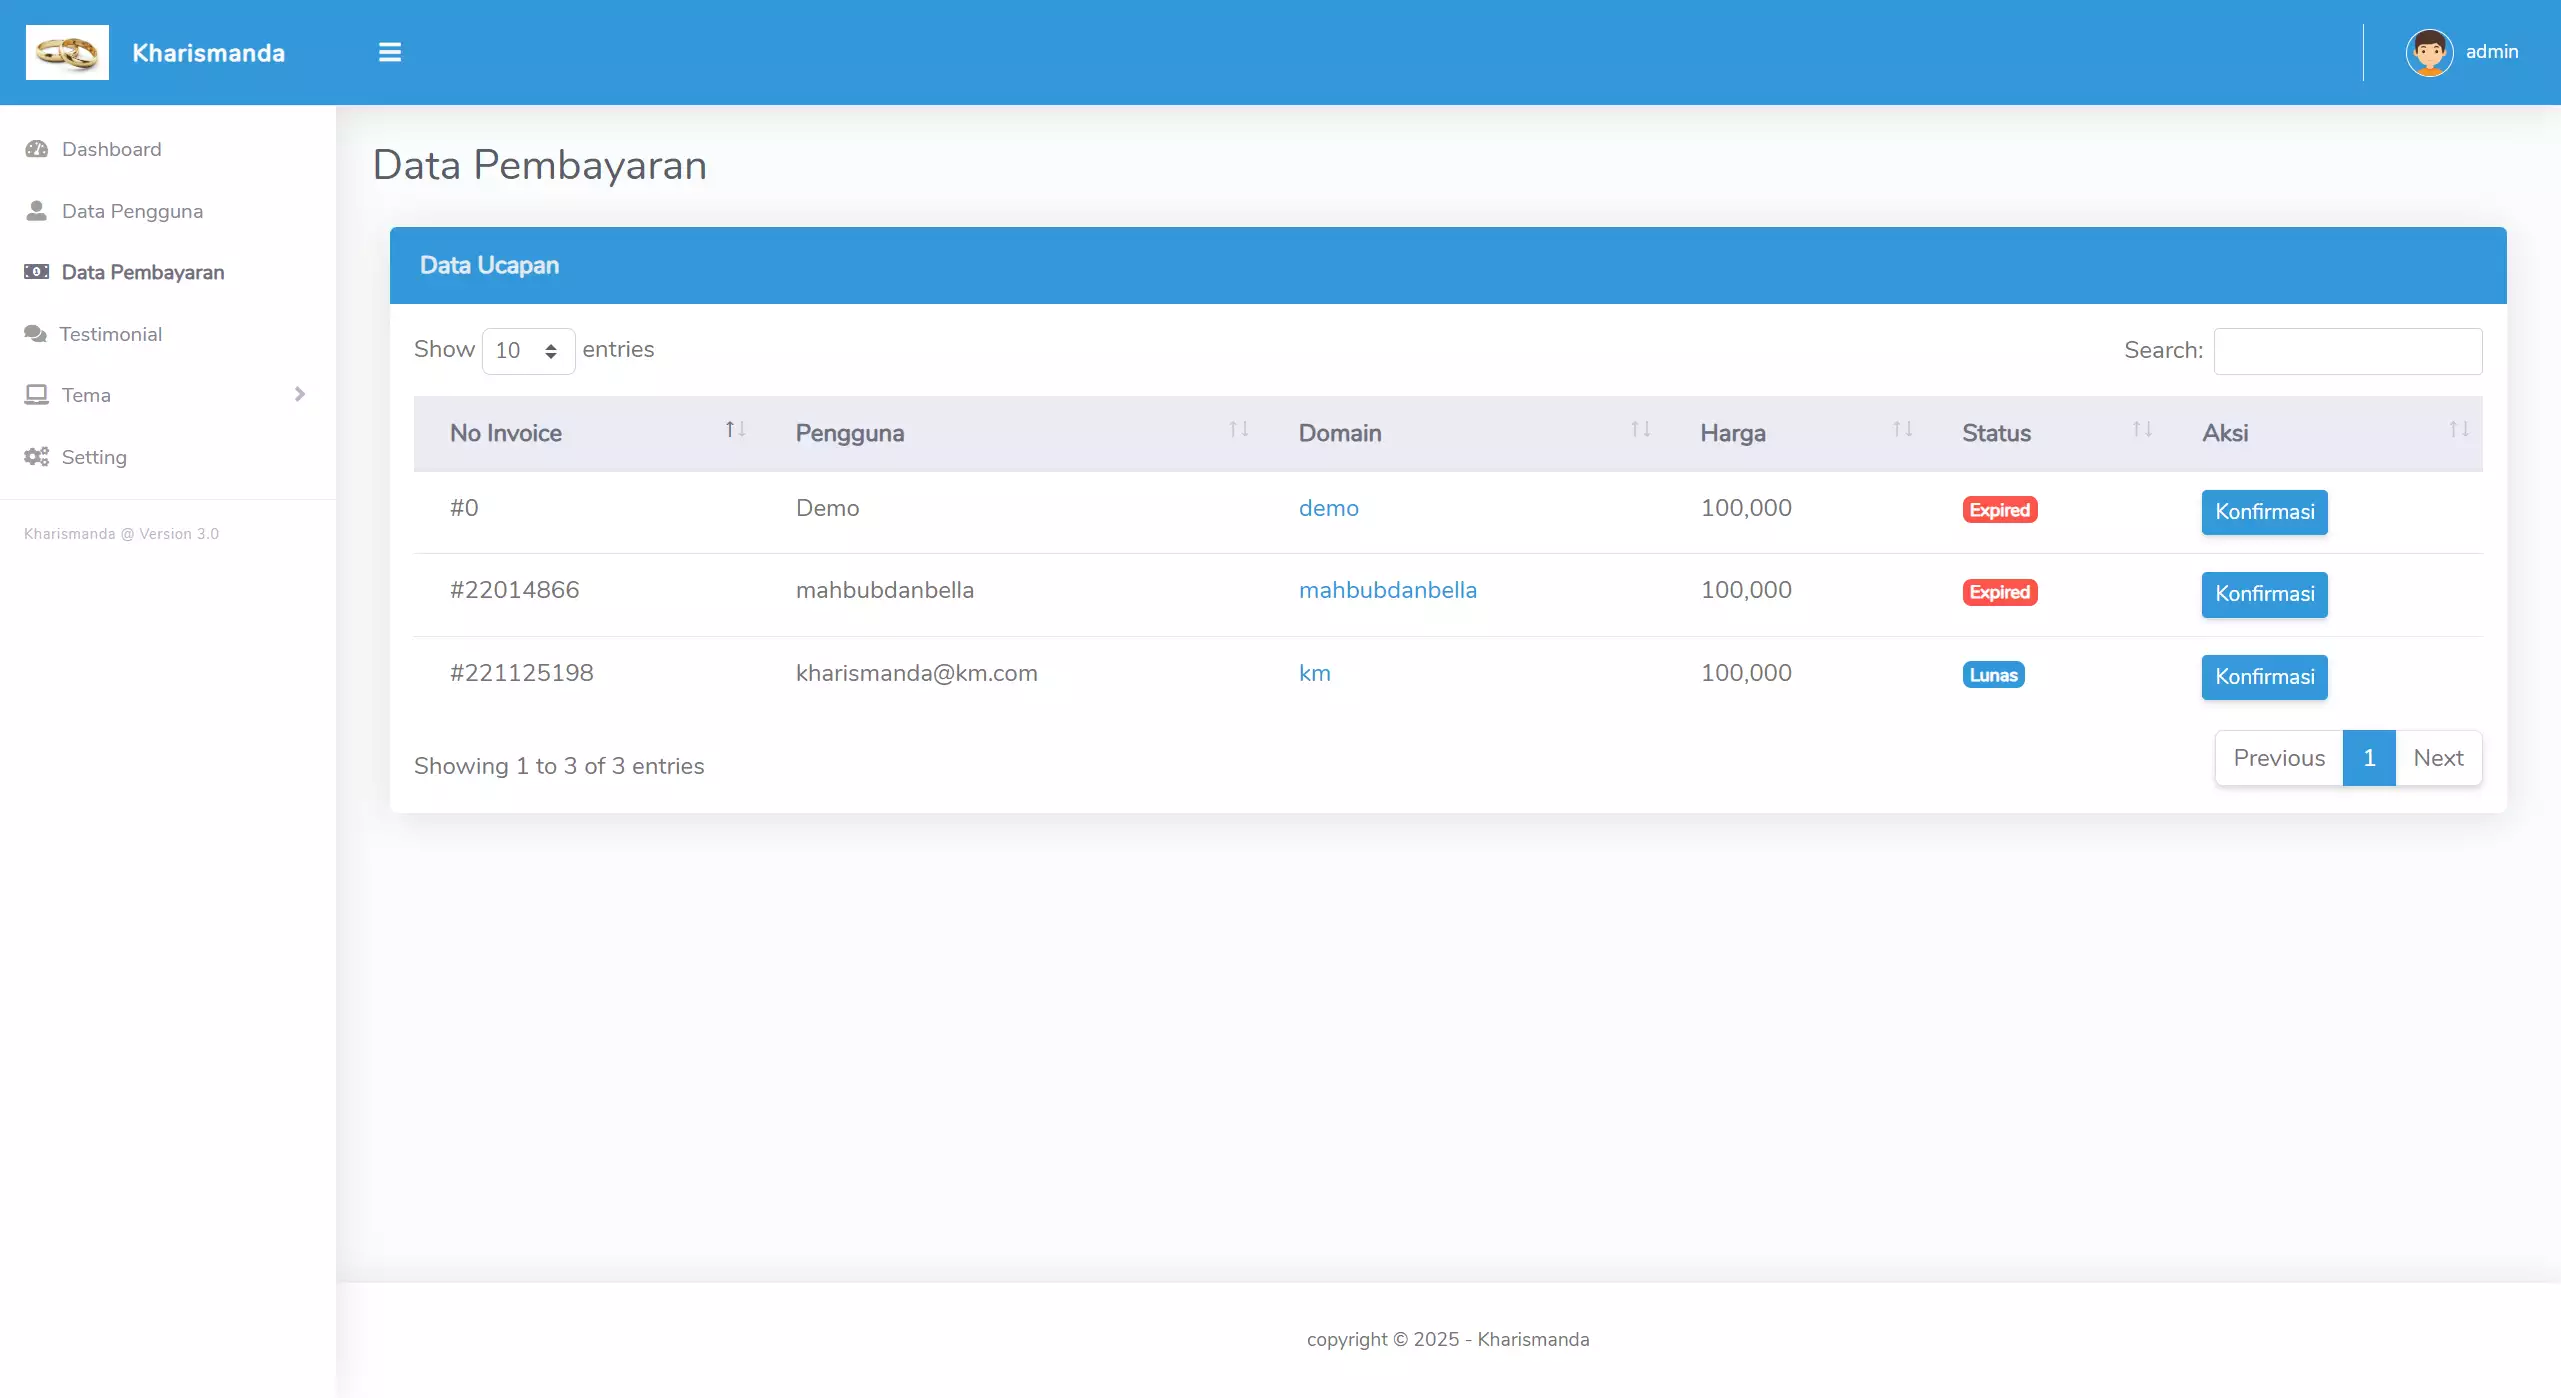 Kharismanda
admin
Dashboard
Data Pengguna
Data Pembayaran
Testimonial
Tema
Setting
Kharismanda @ Version 3.0
Data Pembayaran
Data Ucapan
Show 10 entries
Search:
No Invoice Pengguna Domain Harga Status Aksi
#0 Demo demo 100,000 Expired Konfirmasi
#22014866 mahbubdanbella mahbubdanbella 100,000 Expired Konfirmasi
#221125198 kharismanda@km.com km 100,000 Lunas Konfirmasi
Showing 1 to 3 of 3 entries
Previous 1 Next
copyright © 2025 - Kharismanda